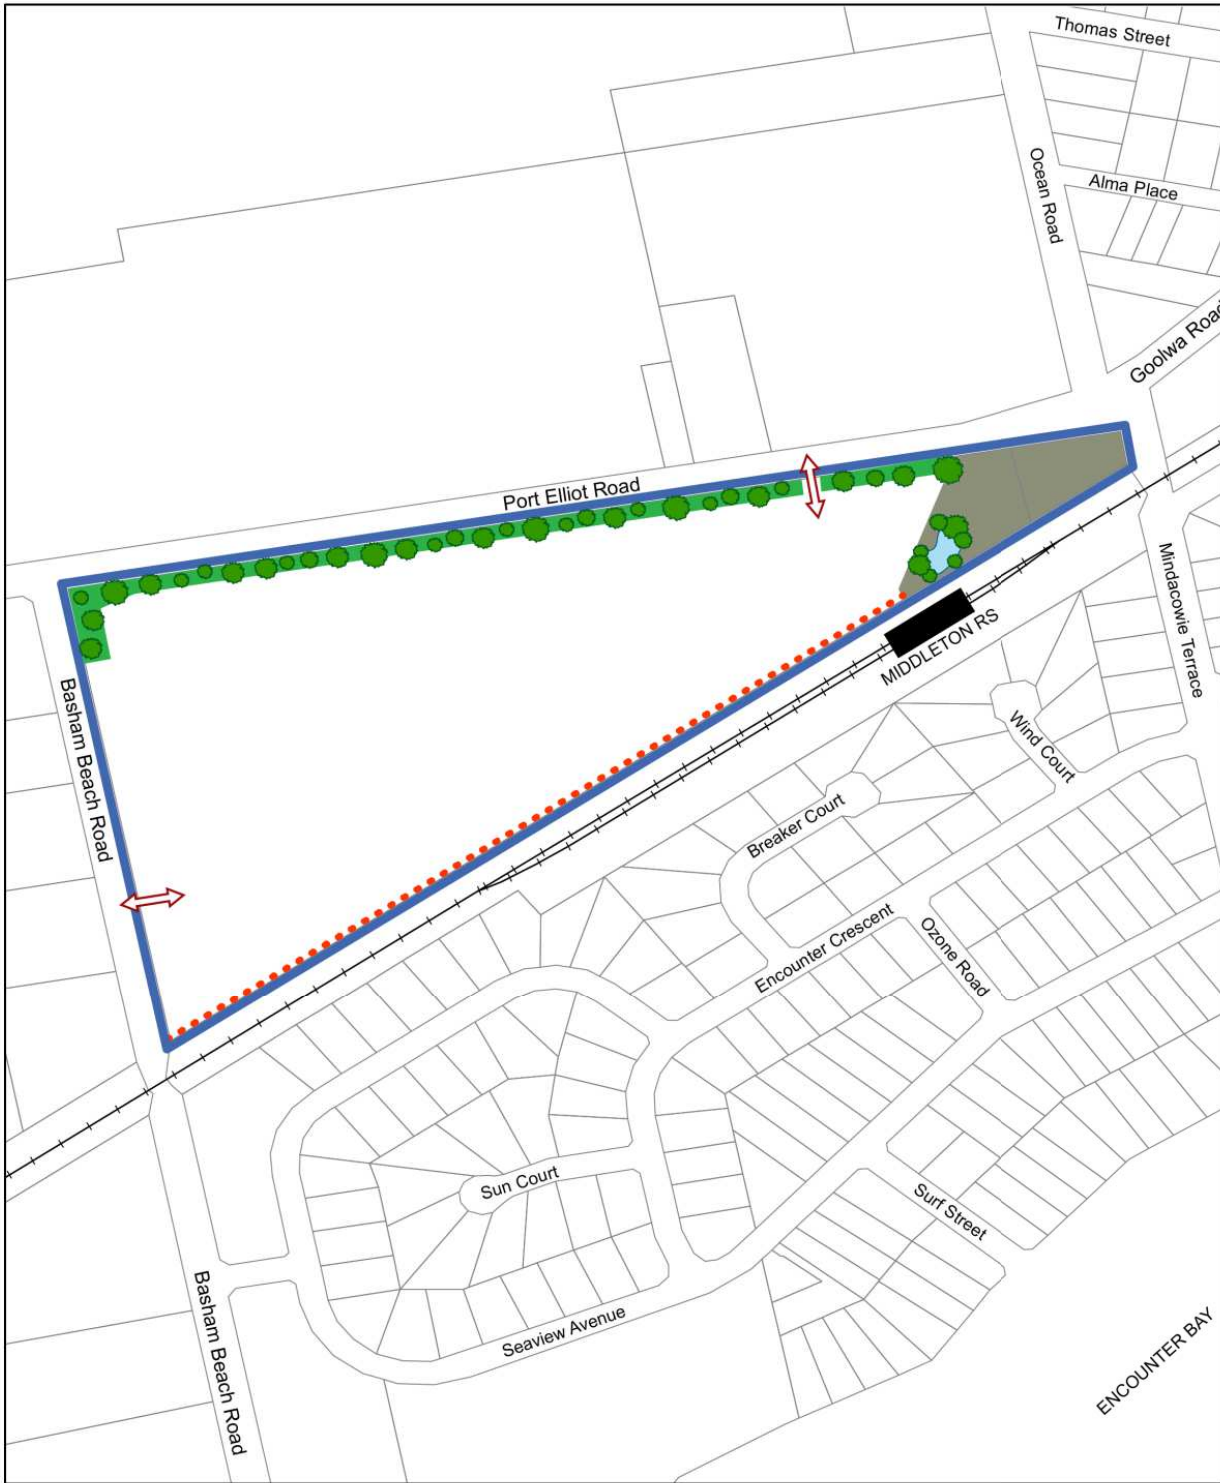 Thomas Street
Ocean Road
Alma Place
Goolwa Road
Port Elliot Road
MIDDLETON RS
Mindacowie Terrace
Basham Beach Road
Wind Court
Breaker Court
Encounter Crescent
Ozone Road
Sun Court
Surf Street
Seaview Avenue
Basham Beach Road
ENCOUNTER BAY